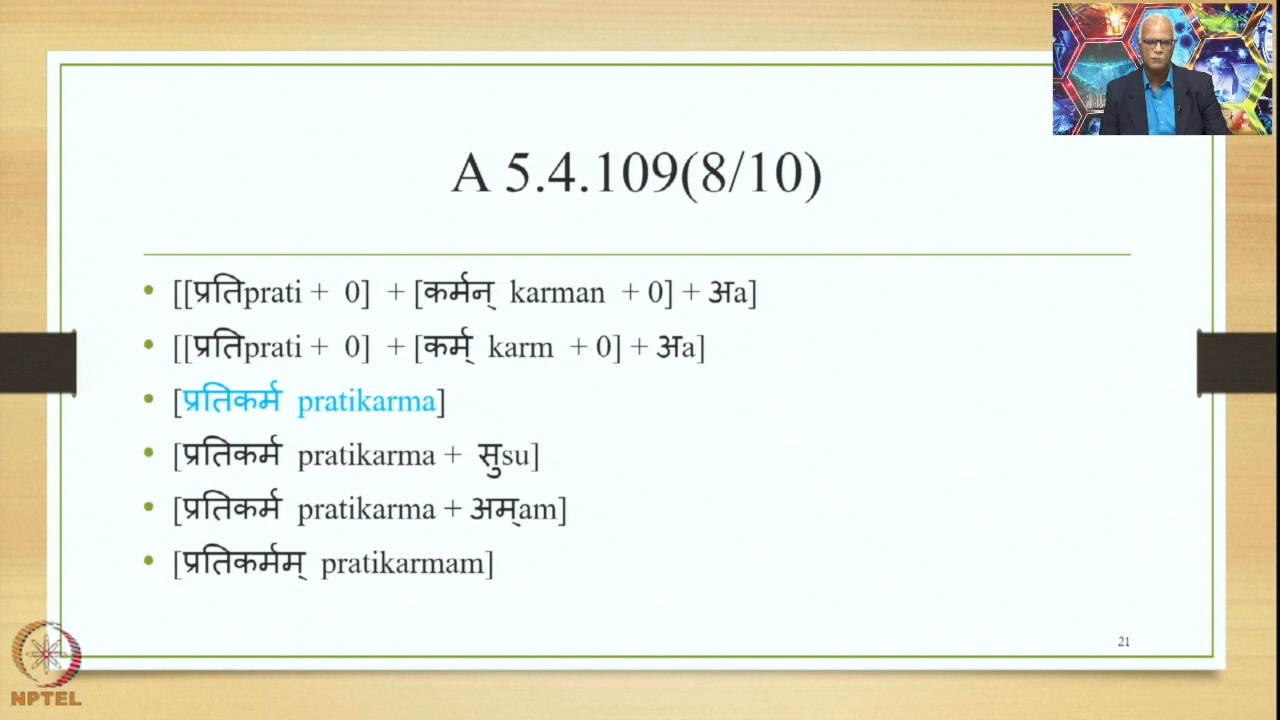 A 5.4.109(8/10)
• [[प्रतिprati + 0] + [कर्मन् karman + 0] + अa]
• [[प्रतिprati + 0] + [कर्म् karm + 0] + अa]
• [प्रतिकर्म pratikarma]
• [प्रतिकर्म pratikarma + सुsu]
• [प्रतिकर्म pratikarma + अम्am]
• [प्रतिकर्मम् pratikarmam]
21
NPTEL